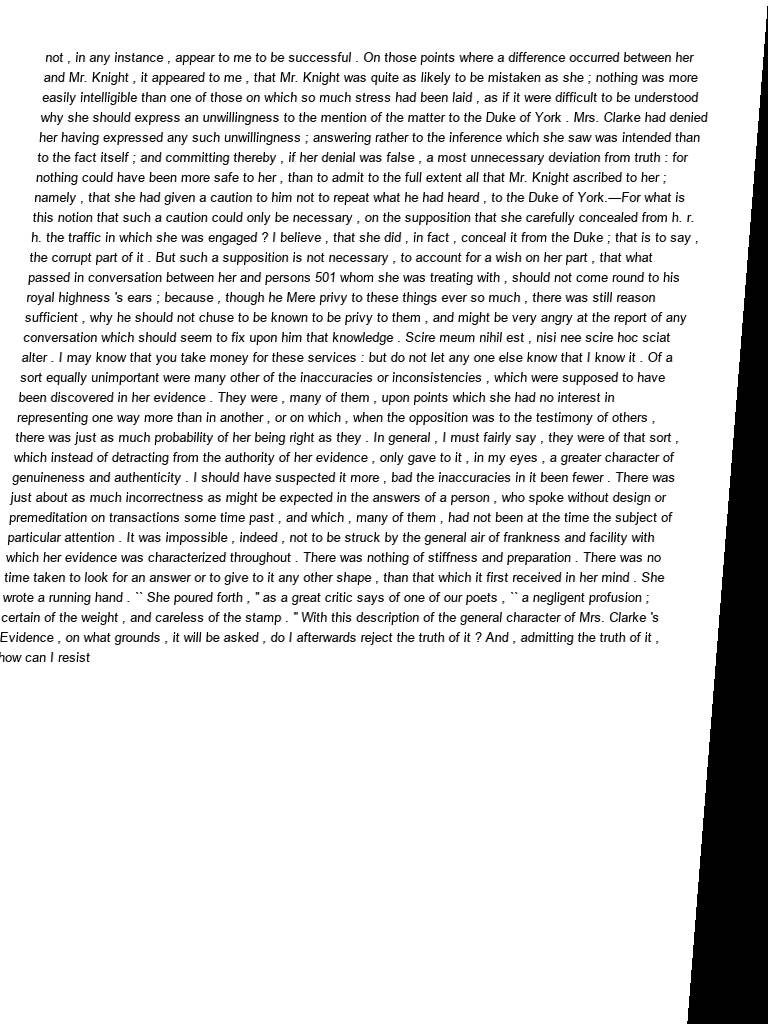 not , in any instance , appear to me to be successful . On those points where a difference occurred between her
and Mr. Knight , it appeared to me , that Mr. Knight was quite as likely to be mistaken as she ; nothing was more
easily intelligible than one of those on which so much stress had been laid , as if it were difficult to be understood
why she should express an unwillingness to the mention of the matter to the Duke of York . Mrs. Clarke had denied
her having expressed any such unwillingness ; answering rather to the inference which she saw was intended than
to the fact itself ; and committing thereby , if her denial was false , a most unnecessary deviation from truth : for
nothing could have been more safe to her , than to admit to the full extent all that Mr. Knight ascribed to her ;
namely , that she had given a caution to him not to repeat what he had heard , to the Duke of York.—For what is
this notion that such a caution could only be necessary , on the supposition that she carefully concealed from h. r.
h. the traffic in which she was engaged ? I believe , that she did , in fact , conceal it from the Duke ; that is to say ,
the corrupt part of it . But such a supposition is not necessary , to account for a wish on her part , that what
passed in conversation between her and persons 501 whom she was treating with , should not come round to his
royal highness 's ears ; because , though he Mere privy to these things ever so much , there was still reason
sufficient , why he should not chuse to be known to be privy to them , and might be very angry at the report of any
conversation which should seem to fix upon him that knowledge . Scire meum nihil est , nisi nee scire hoc sciat
alter . I may know that you take money for these services : but do not let any one else know that I know it . Of a
sort equally unimportant were many other of the inaccuracies or inconsistencies , which were supposed to have
been discovered in her evidence . They were , many of them , upon points which she had no interest in
representing one way more than in another , or on which , when the opposition was to the testimony of others ,
there was just as much probability of her being right as they . In general , I must fairly say , they were of that sort ,
which instead of detracting from the authority of her evidence , only gave to it , in my eyes , a greater character of
genuineness and authenticity . I should have suspected it more , bad the inaccuracies in it been fewer . There was
just about as much incorrectness as might be expected in the answers of a person , who spoke without design or
premeditation on transactions some time past , and which , many of them , had not been at the time the subject of
particular attention . It was impossible , indeed , not to be struck by the general air of frankness and facility with
which her evidence was characterized throughout . There was nothing of stiffness and preparation . There was no
time taken to look for an answer or to give to it any other shape , than that which it first received in her mind . She
wrote a running hand . `` She poured forth , " as a great critic says of one of our poets , `` a negligent profusion ;
certain of the weight , and careless of the stamp . " With this description of the general character of Mrs. Clarke 's
Evidence , on what grounds , it will be asked , do I afterwards reject the truth of it ? And , admitting the truth of it ,
how can I resist